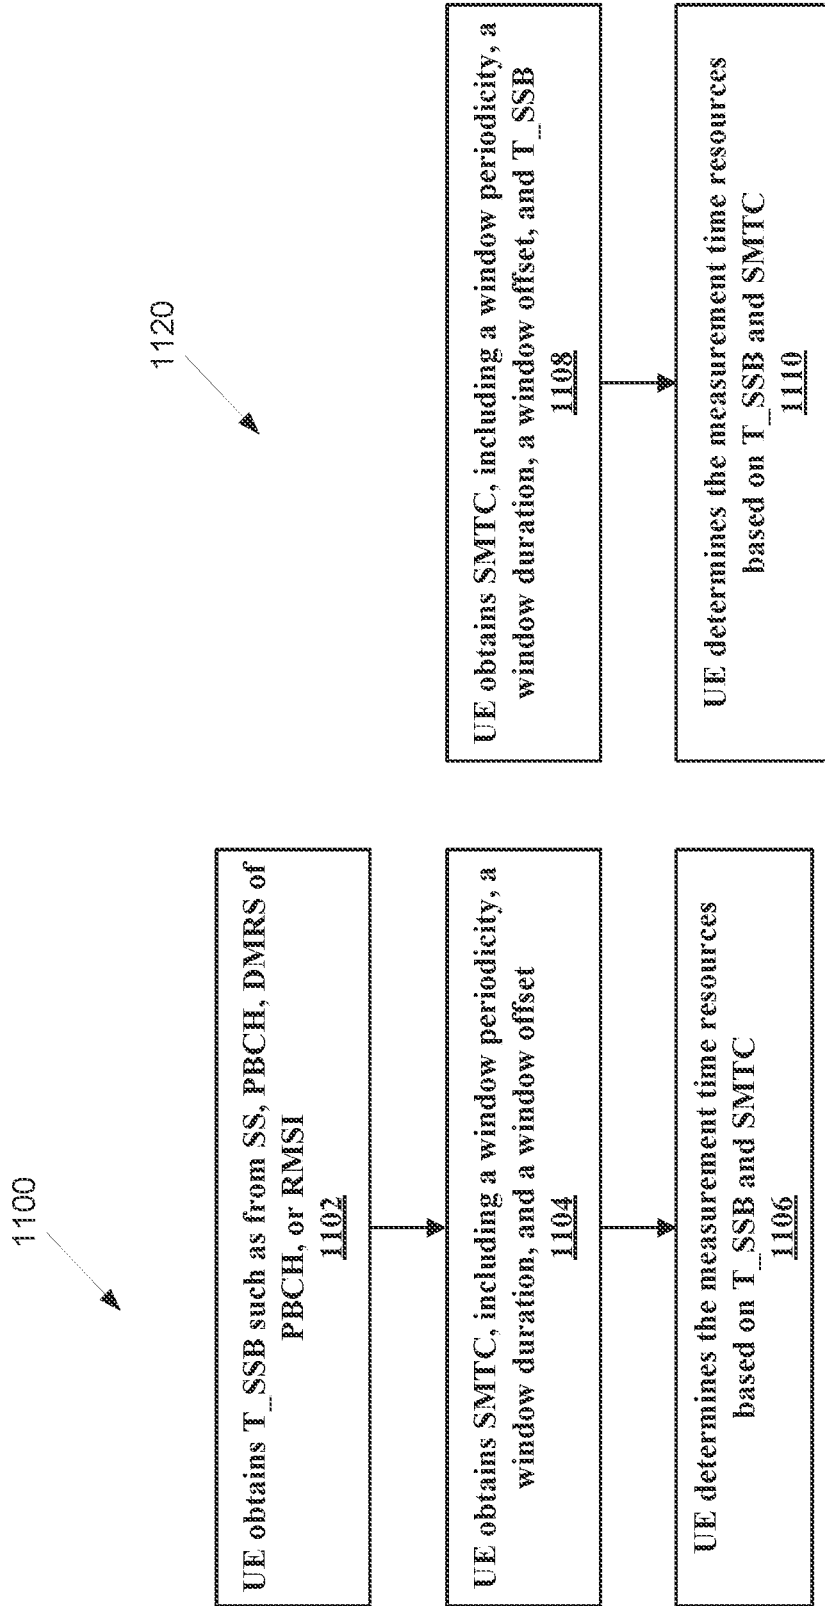 1100
UE obtains T_SSB such as from SS, PBCH, DMRS of
PBCH, or RMSI
1102
UE obtains SMTC, including a window periodicity, a
window duration, and a window offset
1104
UE determines the measurement time resources
based on T_SSB and SMTC
1106
1120
UE obtains SMTC, including a window periodicity, a
window duration, a window offset, and T_SSB
1108
UE determines the measurement time resources
based on T_SSB and SMTC
1110